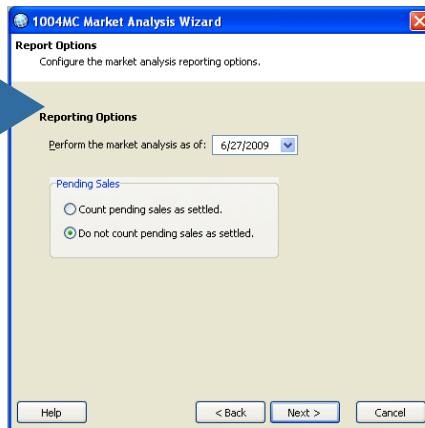 1004MC Market Analysis Wizard
Report Options
Configure the market analysis reporting options.
Reporting Options
Perform the market analysis as of: 6/27/2009
Pending Sales
Count pending sales as settled.
Do not count pending sales as settled.
Help < Back Next > Cancel